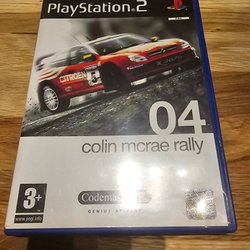 PlayStation 2
CITROËN
04
colin mcrae rally
3+
www.pegi.info
Codemasters
GENIUS AT PLAY